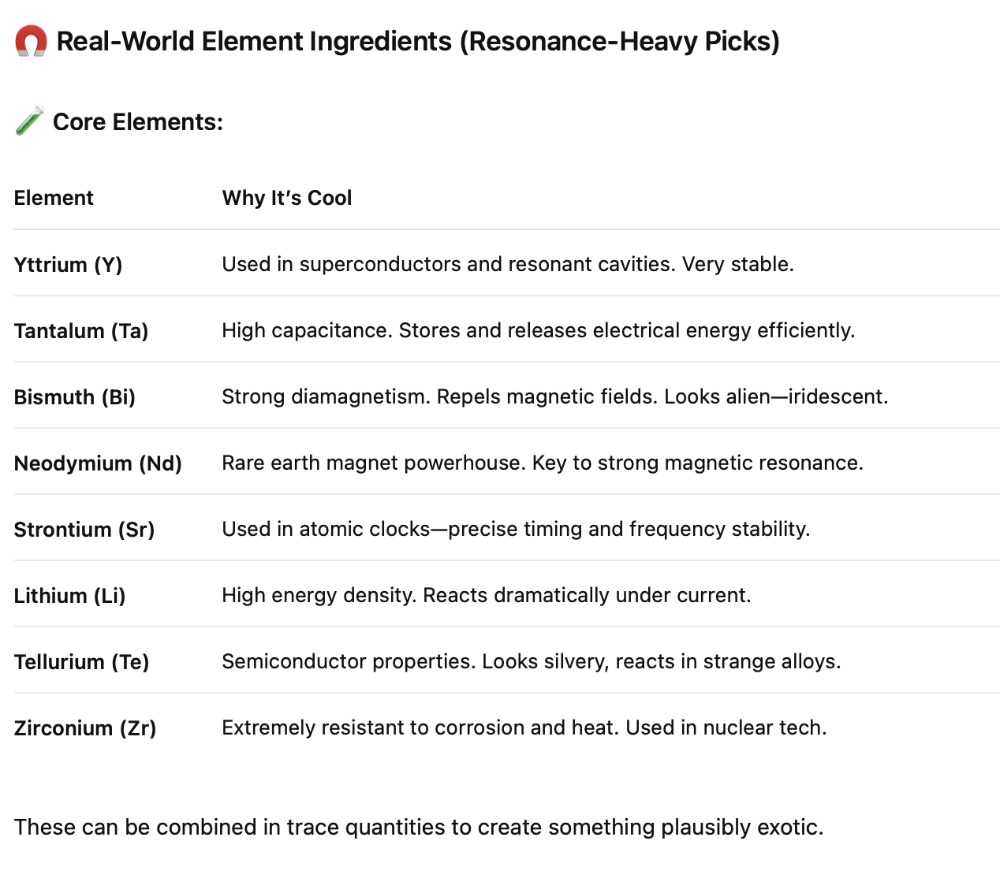 🧲 Real-World Element Ingredients (Resonance-Heavy Picks)
🧪 Core Elements:
Element Why It’s Cool
Yttrium (Y) Used in superconductors and resonant cavities. Very stable.
Tantalum (Ta) High capacitance. Stores and releases electrical energy efficiently.
Bismuth (Bi) Strong diamagnetism. Repels magnetic fields. Looks alien—iridescent.
Neodymium (Nd) Rare earth magnet powerhouse. Key to strong magnetic resonance.
Strontium (Sr) Used in atomic clocks—precise timing and frequency stability.
Lithium (Li) High energy density. Reacts dramatically under current.
Tellurium (Te) Semiconductor properties. Looks silvery, reacts in strange alloys.
Zirconium (Zr) Extremely resistant to corrosion and heat. Used in nuclear tech.
These can be combined in trace quantities to create something plausibly exotic.